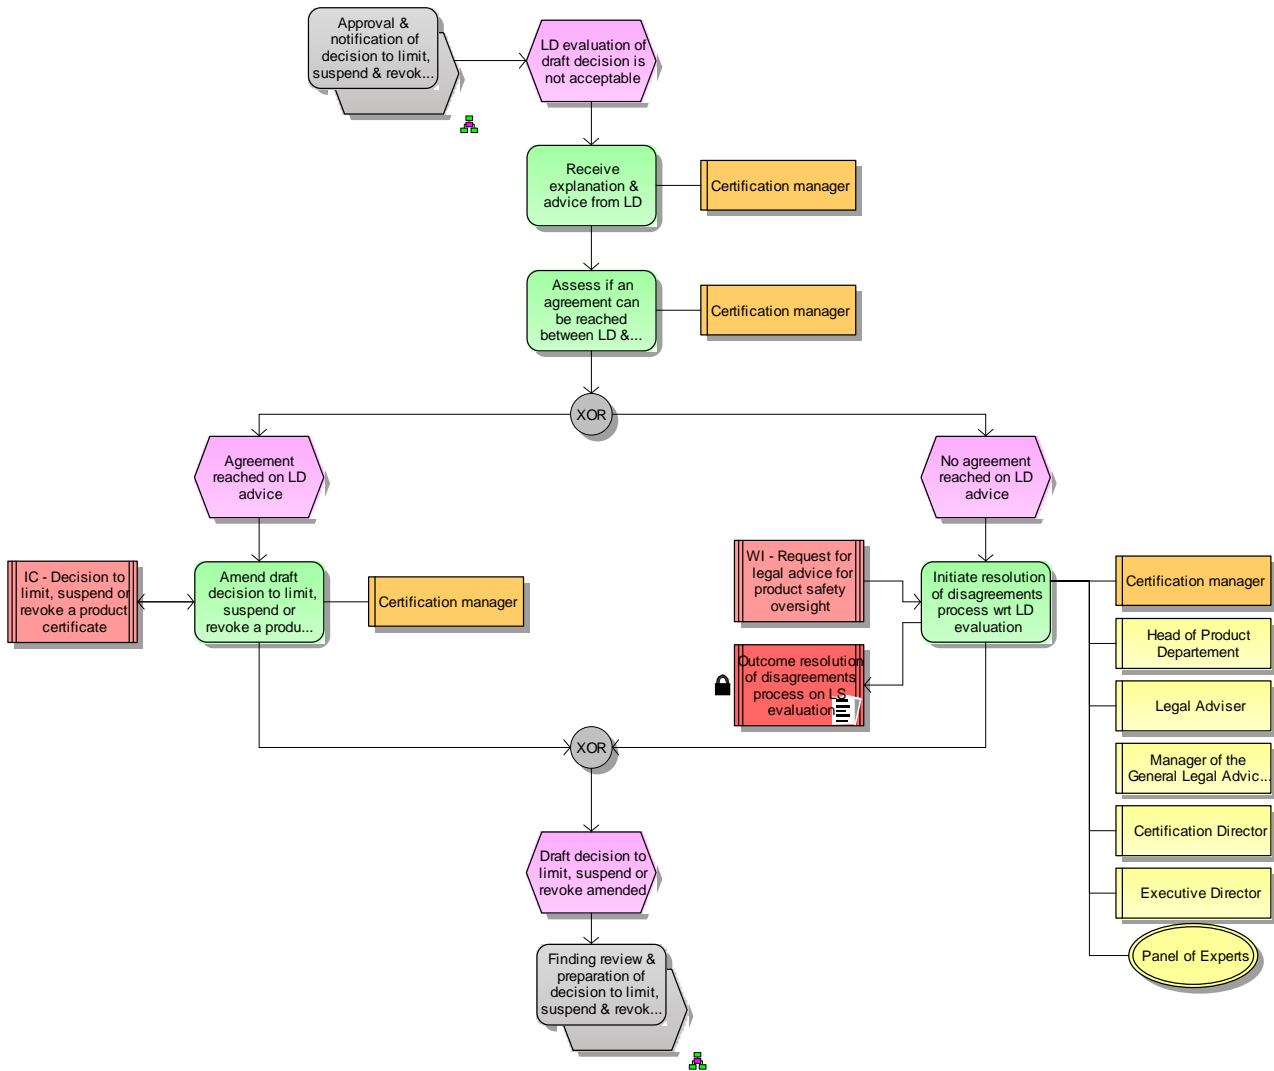 Approval &
notification of
decision to limit,
suspend & revok...
LD evaluation of
draft decision is
not acceptable
Receive
explanation &
advice from LD
Certification manager
Assess if an
agreement can
be reached
between LD &...
Certification manager
XOR
Agreement
reached on LD
advice
No agreement
reached on LD
advice
IC - Decision to
limit, suspend or
revoke a product
certificate
Amend draft
decision to limit,
suspend or
revoke a produ...
Certification manager
WI - Request for
legal advice for
product safety
oversight
Initiate resolution
of disagreements
process wrt LD
evaluation
Certification manager
Head of Product
Departement
Outcome resolution
of disagreements
process on LS
evaluation
Legal Adviser
Manager of the
General Legal Advic...
XOR
Certification Director
Draft decision to
limit, suspend or
revoke amended
Executive Director
Panel of Experts
Finding review &
preparation of
decision to limit,
suspend & revok...